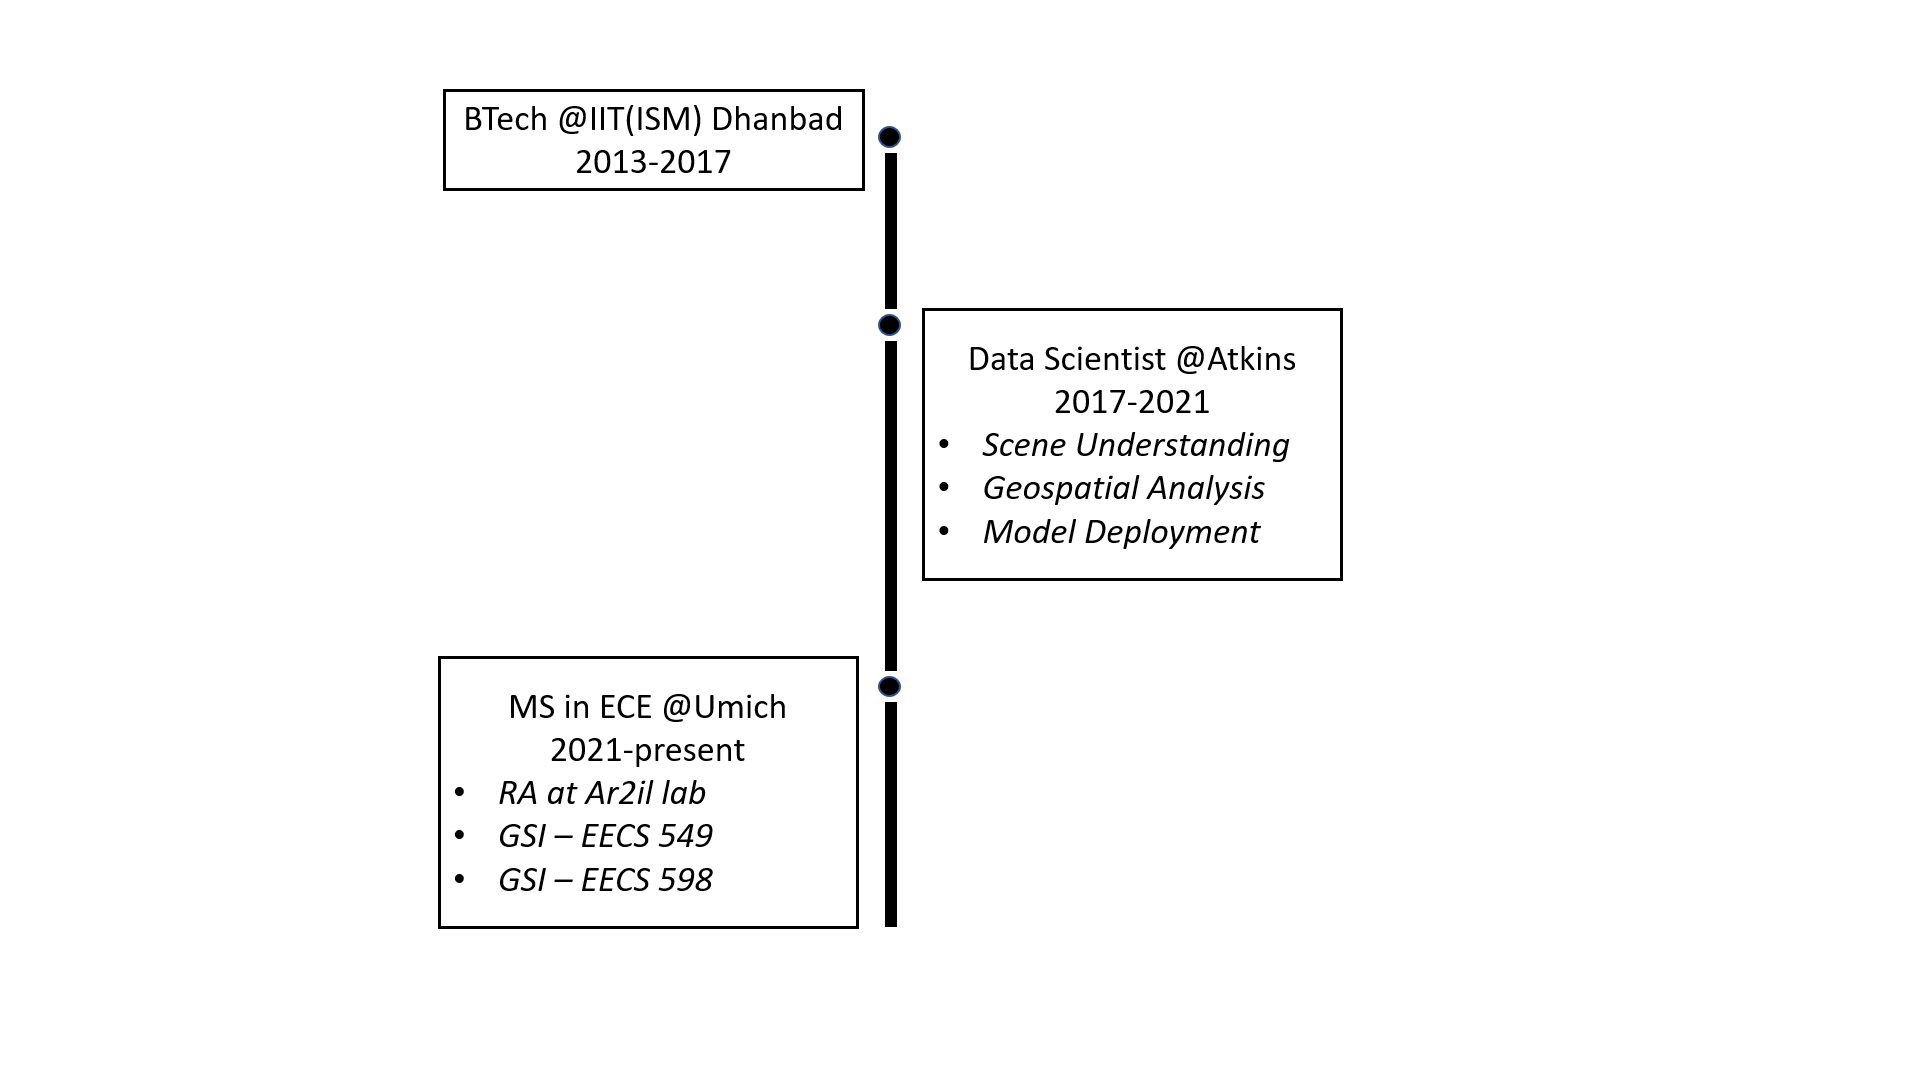 BTech @IIT(ISM) Dhanbad
2013-2017
Data Scientist @Atkins
2017-2021
• Scene Understanding
• Geospatial Analysis
• Model Deployment
MS in ECE @Umich
2021-present
• RA at Ar2il lab
• GSI – EECS 549
• GSI – EECS 598